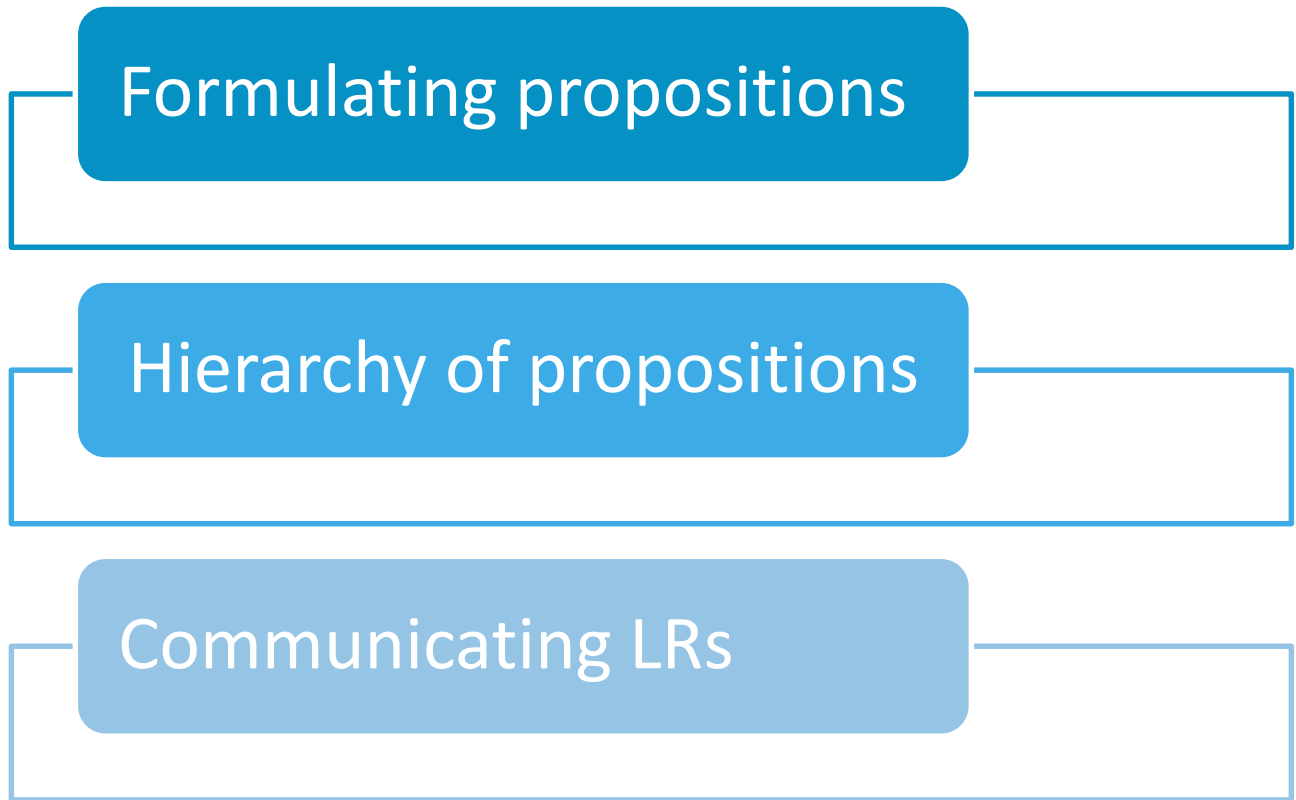 Formulating propositions
Hierarchy of propositions
Communicating LRs